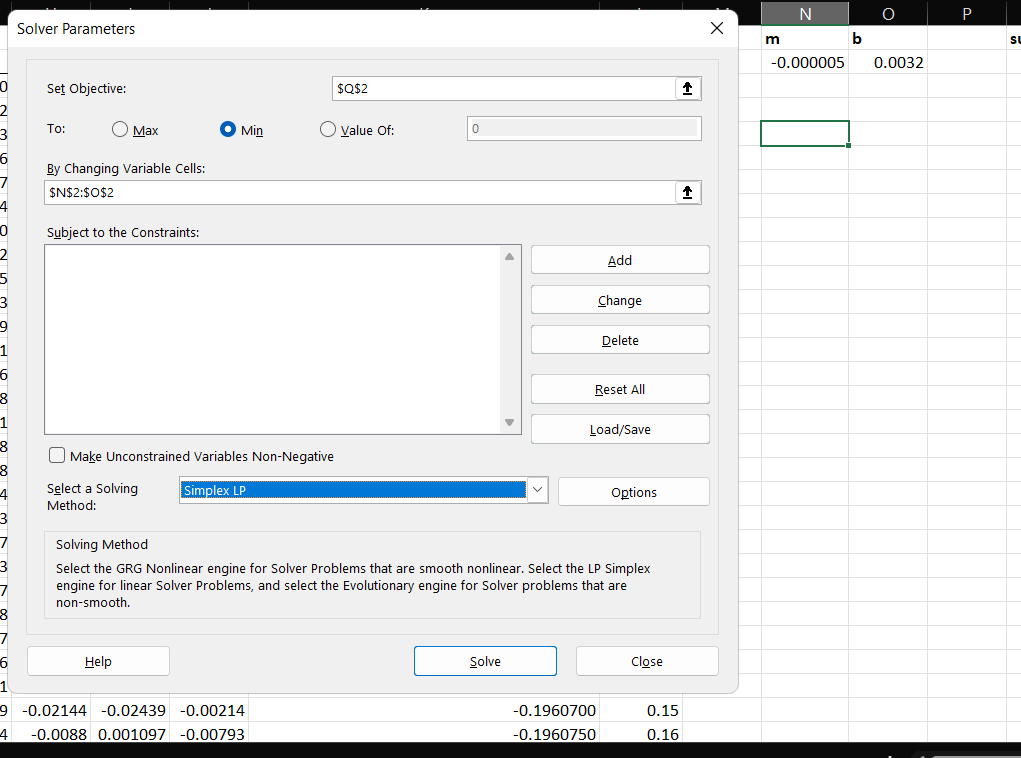 N O P
Solver Parameters
m b
-0.000005 0.0032
Set Objective:
$Q$2
To:
Max
Min
Value Of:
0
By Changing Variable Cells:
$N$2:$O$2
Subject to the Constraints:
Add
Change
Delete
Reset All
Load/Save
Make Unconstrained Variables Non-Negative
Select a Solving
Method:
Simplex LP
Options
Solving Method
Select the GRG Nonlinear engine for Solver Problems that are smooth nonlinear. Select the LP Simplex
engine for linear Solver Problems, and select the Evolutionary engine for Solver problems that are
non-smooth.
Help
Solve
Close
-0.02144 -0.02439 -0.00214 -0.1960700 0.15
-0.0088 0.001097 -0.00793 -0.1960750 0.16